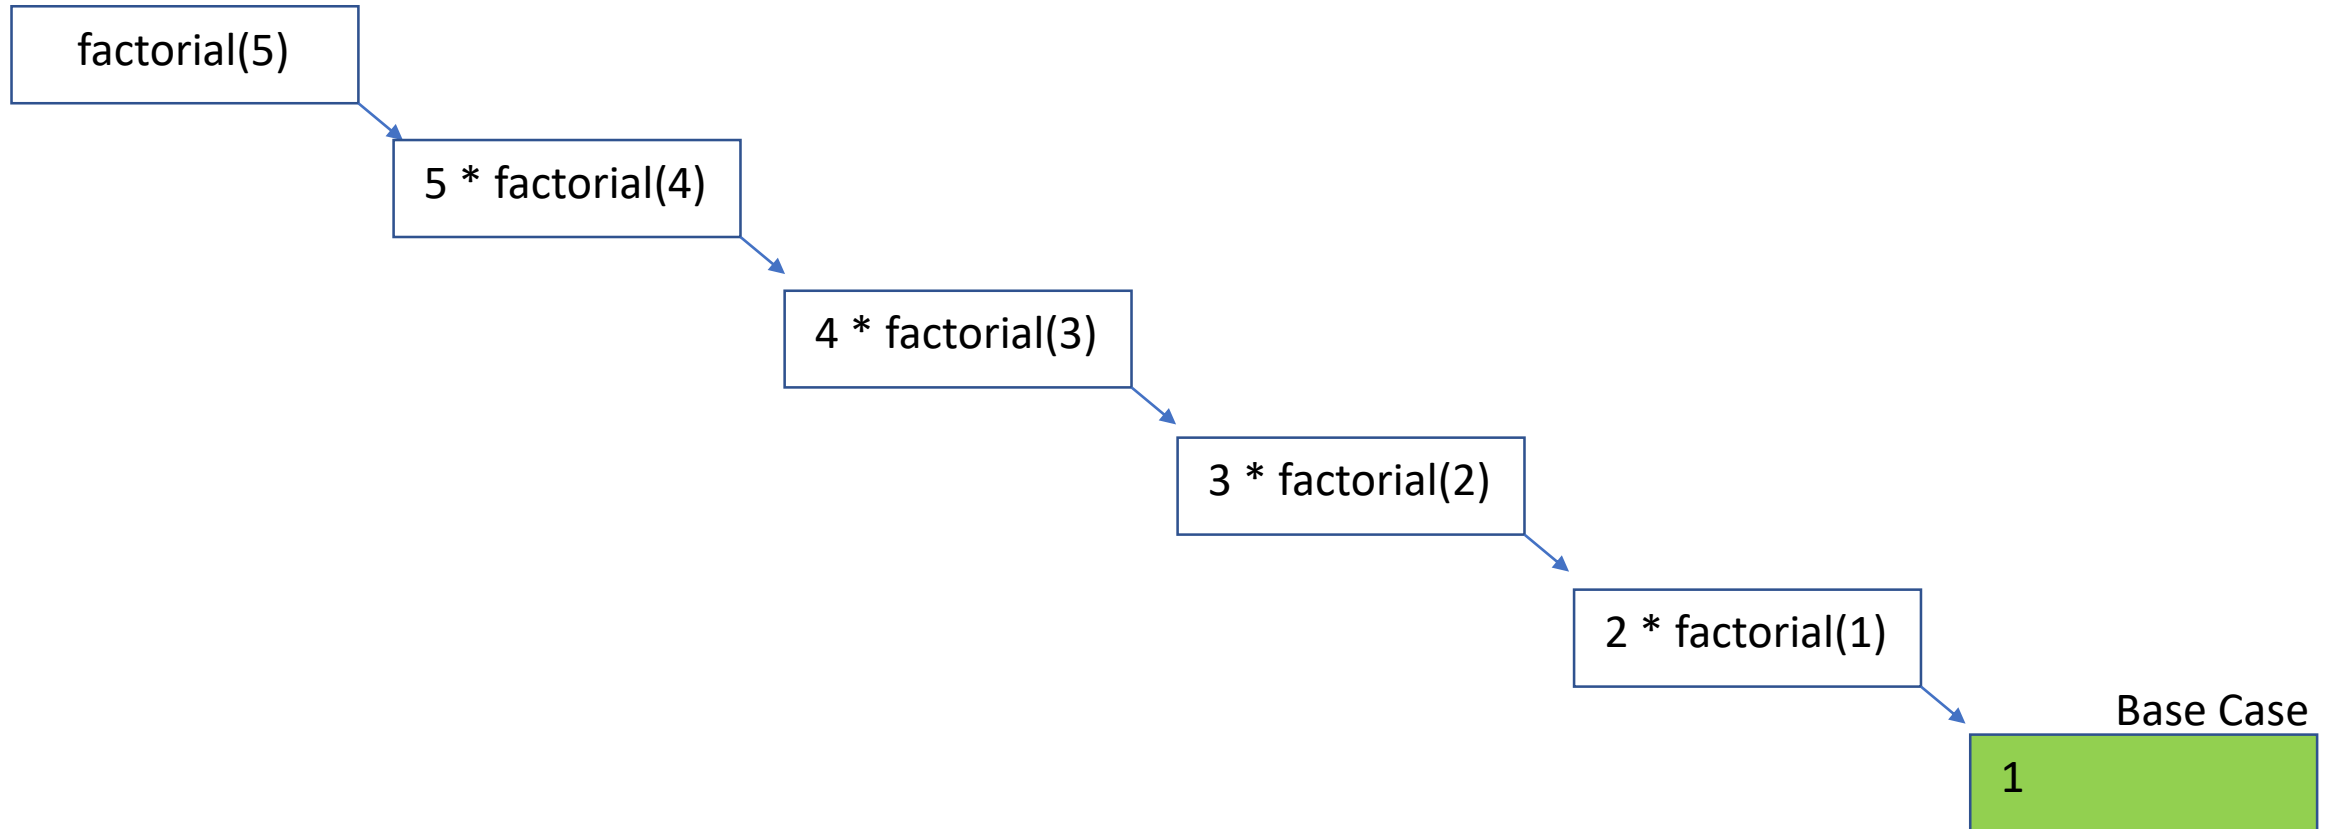 factorial(5)
5 * factorial(4)
4 * factorial(3)
3 * factorial(2)
2 * factorial(1)
Base Case
1